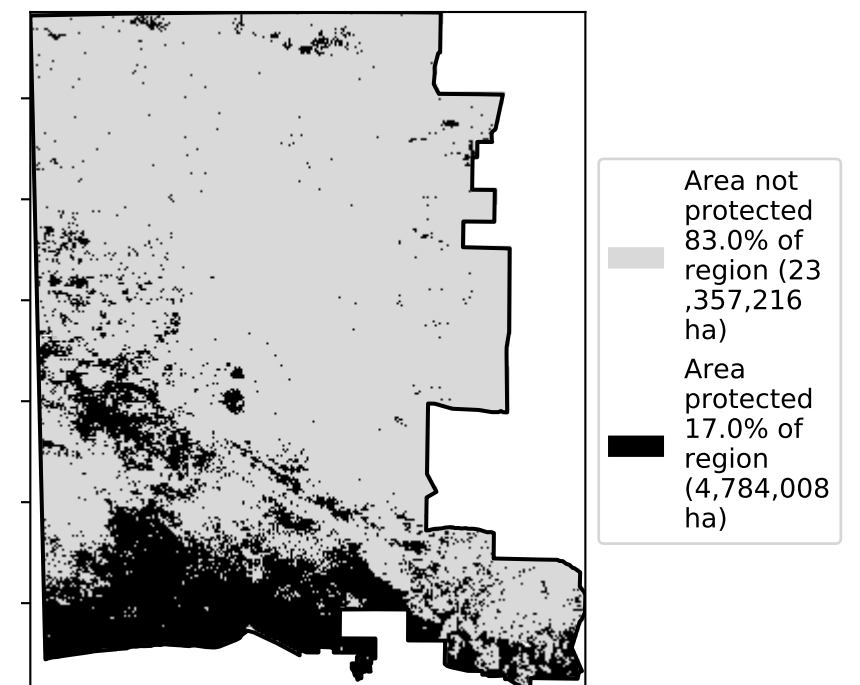 Area not
protected
83.0% of
region (23
,357,216
ha)
Area
protected
17.0% of
region
(4,784,008
ha)